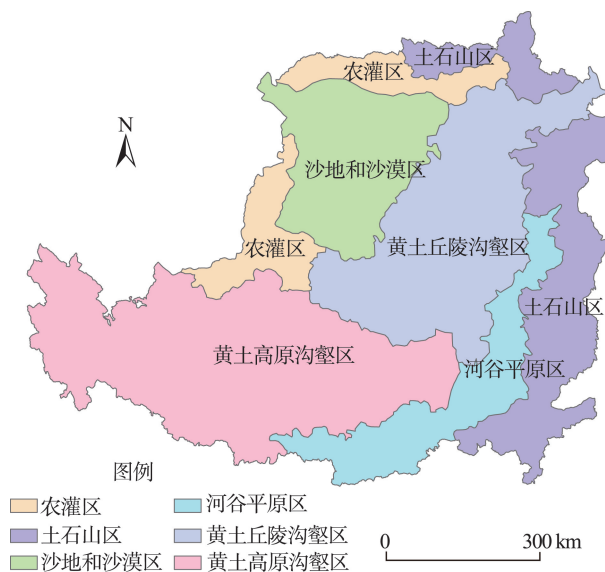 土石山区
农灌区
N
沙地和沙漠区
农灌区
黄土丘陵沟壑区
土石山区
黄土高原沟壑区
河谷平原区
图例
农灌区
河谷平原区
土石山区
黄土丘陵沟壑区
沙地和沙漠区
黄土高原沟壑区
0 300 km